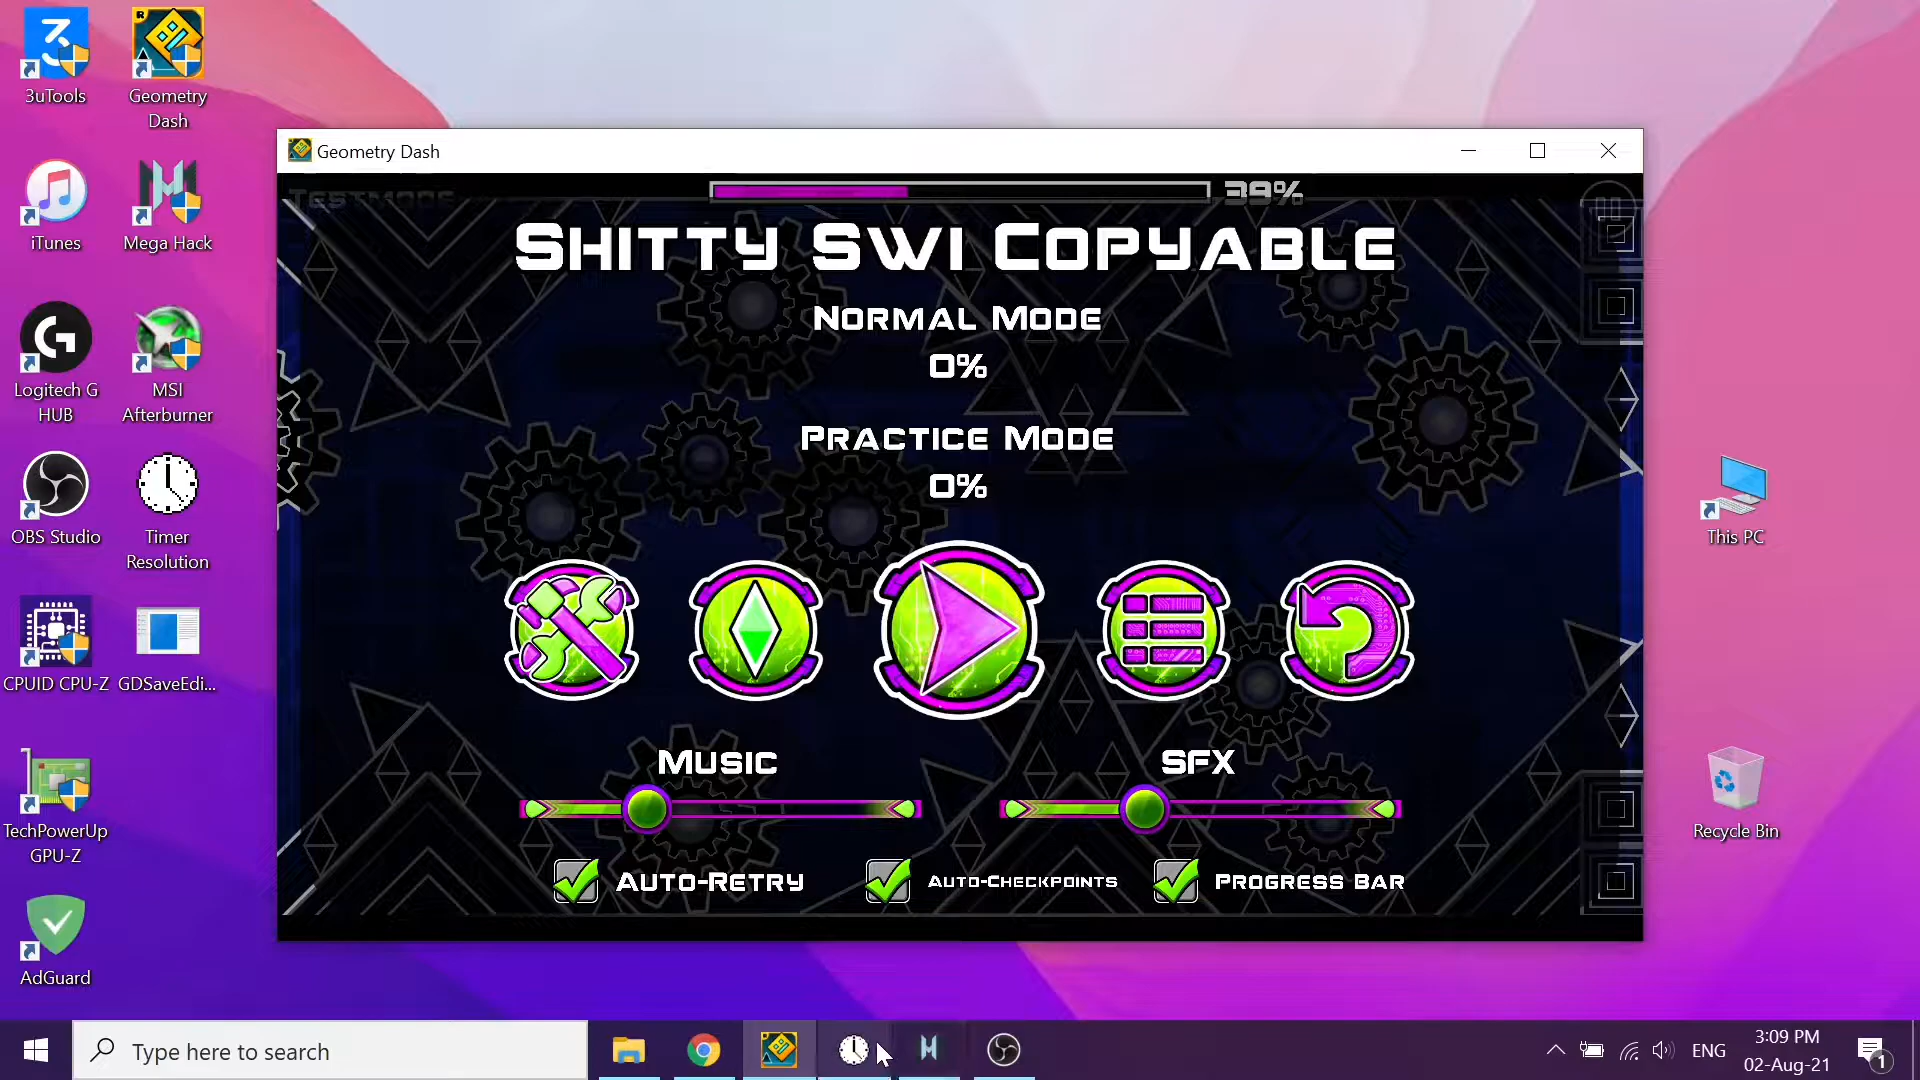 3uTools
Geometry
Dash
iTunes
Mega Hack
Logitech G
HUB
MSI
Afterburner
OBS Studio
Timer
Resolution
CPUID CPU-Z
GDSaveEdi...
TechPowerUp
GPU-Z
AdGuard
Geometry Dash
Testmode
39%
Shitty Swi Copyable
Normal Mode
0%
Practice Mode
0%
Music
SFX
Auto-Retry
Auto-Checkpoints
Progress Bar
This PC
Recycle Bin
Type here to search
ENG
3:09 PM
02-Aug-21
1